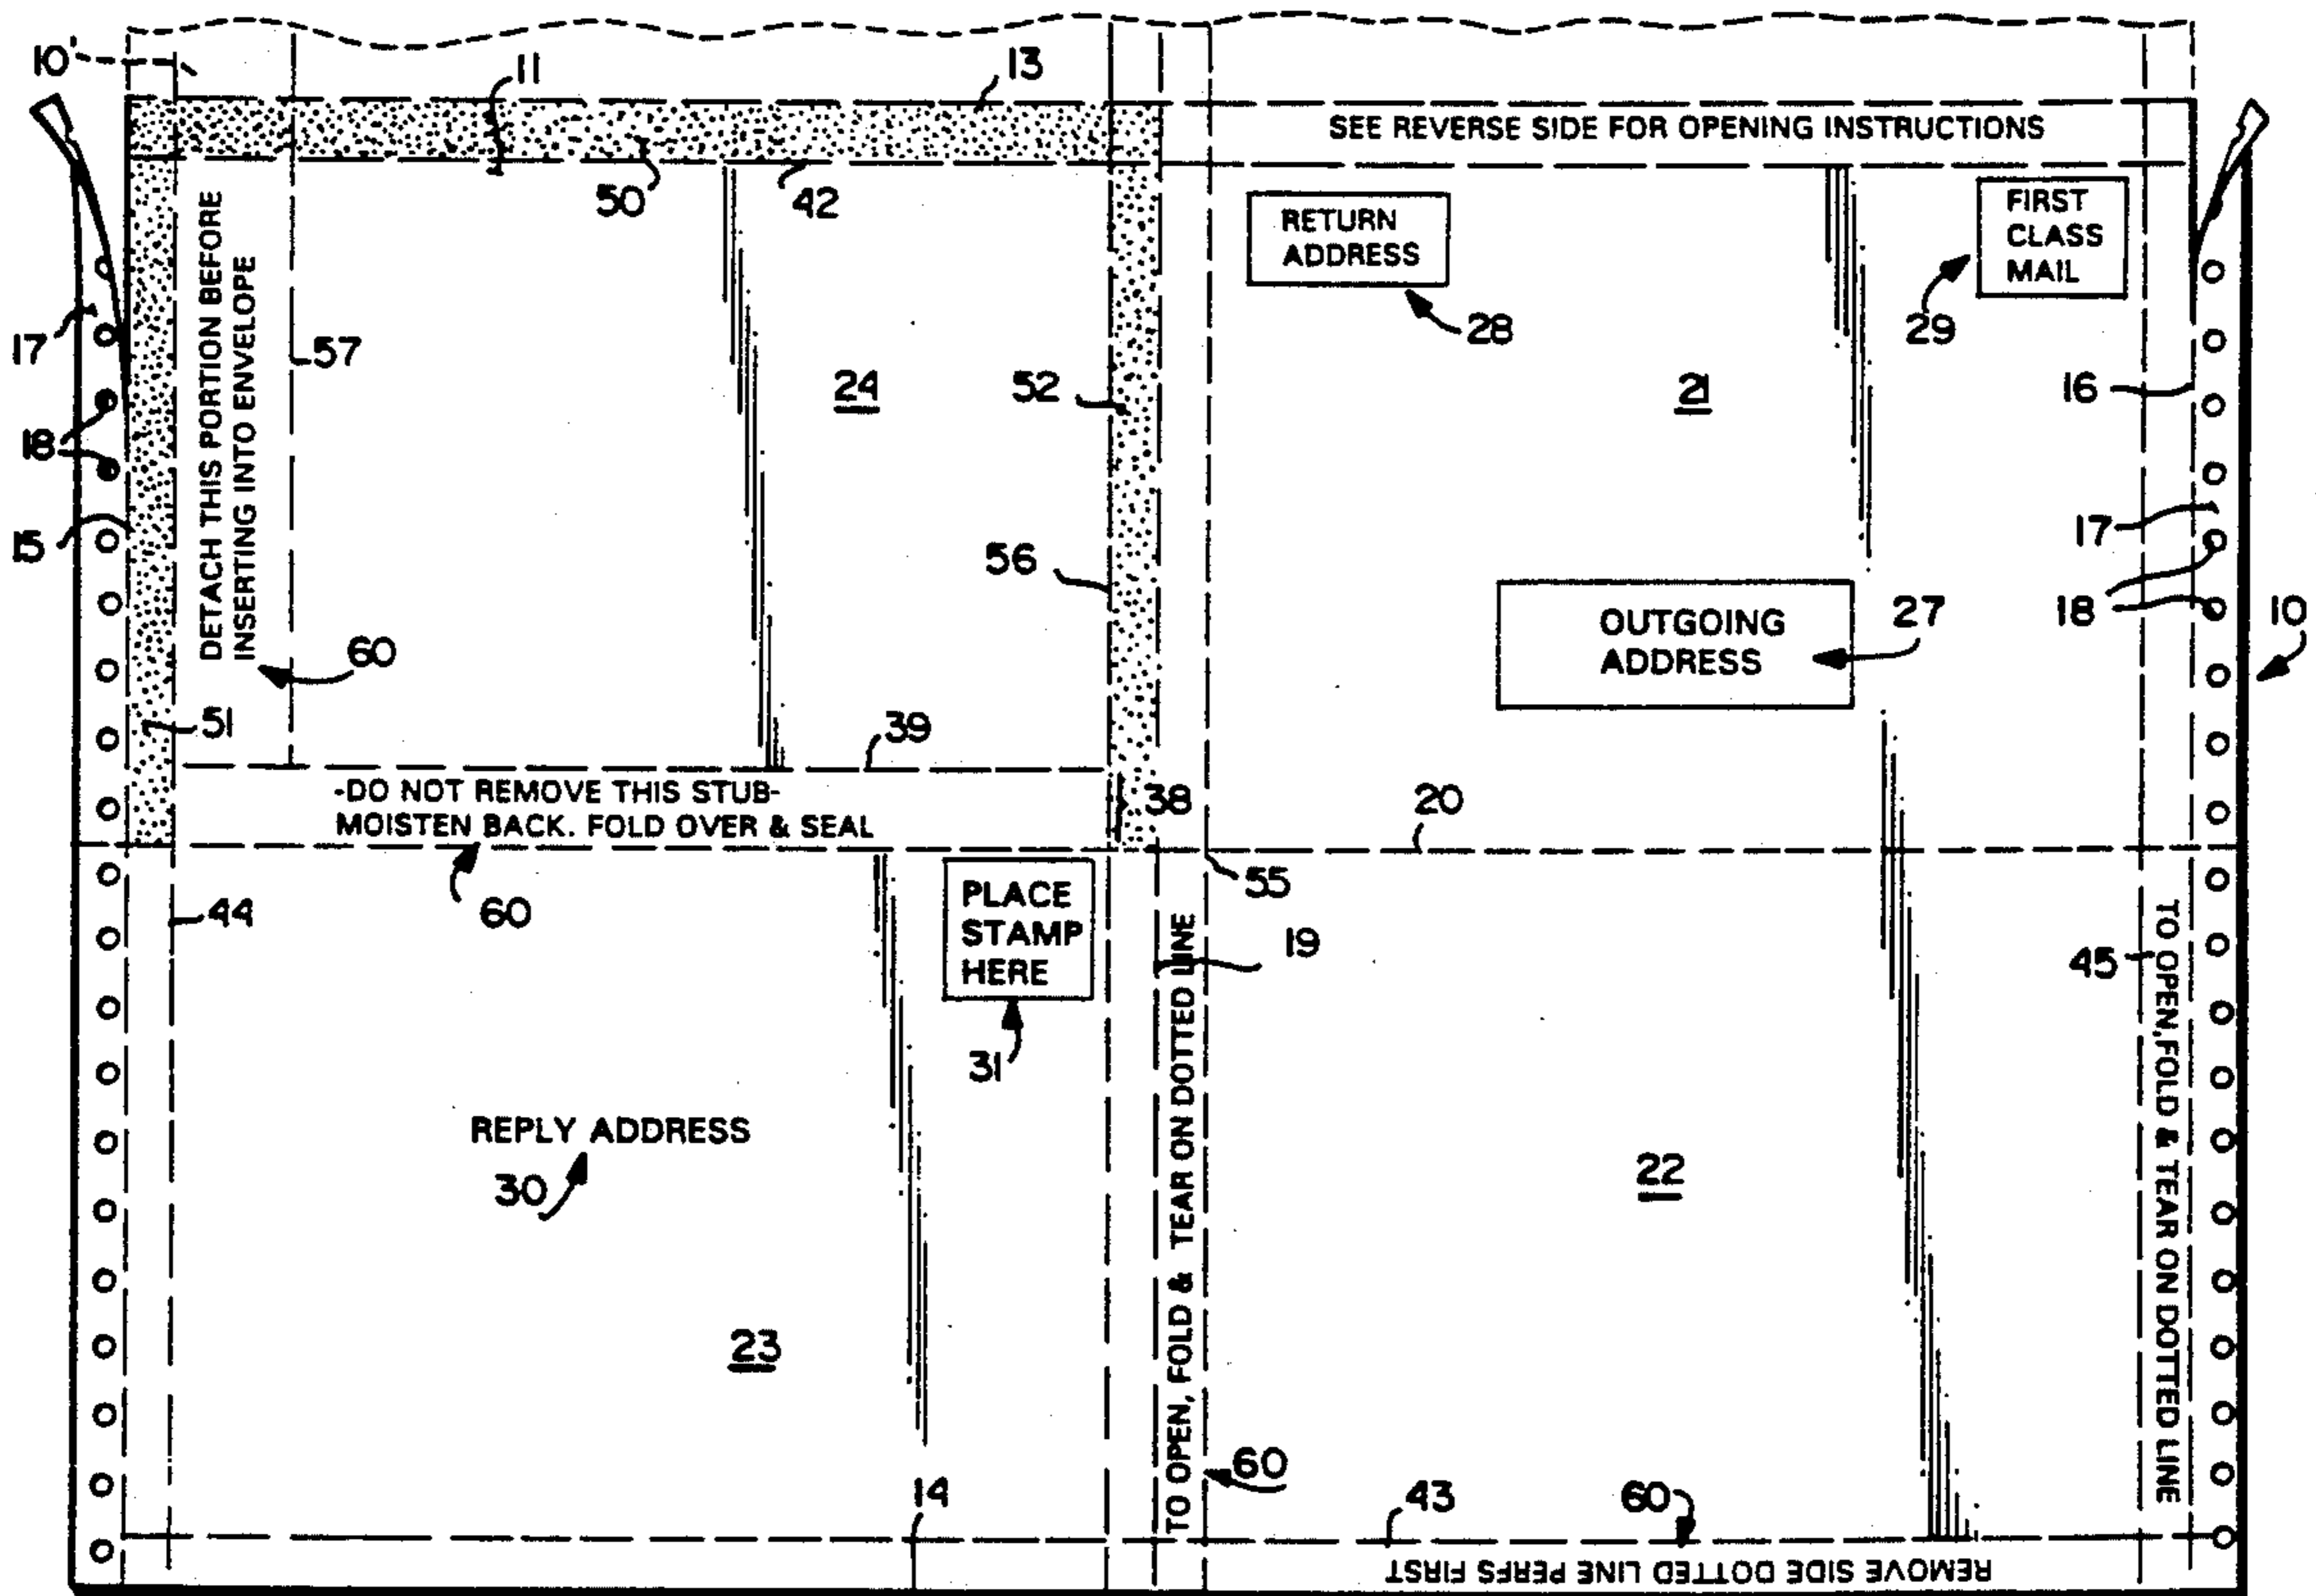 10'
11
13
SEE REVERSE SIDE FOR OPENING INSTRUCTIONS
50
42
RETURN
ADDRESS
FIRST
CLASS
MAIL
28
29
17
57
24
52
21
16
18
DETACH THIS PORTION BEFORE
INSERTING INTO ENVELOPE
15
17
56
18
OUTGOING
ADDRESS
27
10
60
51
39
-DO NOT REMOVE THIS STUB-
MOISTEN BACK. FOLD OVER & SEAL
38
20
55
60
44
PLACE
STAMP
HERE
19
45
31
TO OPEN, FOLD & TEAR ON DOTTED LINE
TO OPEN, FOLD & TEAR ON DOTTED LINE
REPLY ADDRESS
30
22
23
14
60
43
60
REMOVE SIDE DOTTED LINE PERFS FIRST